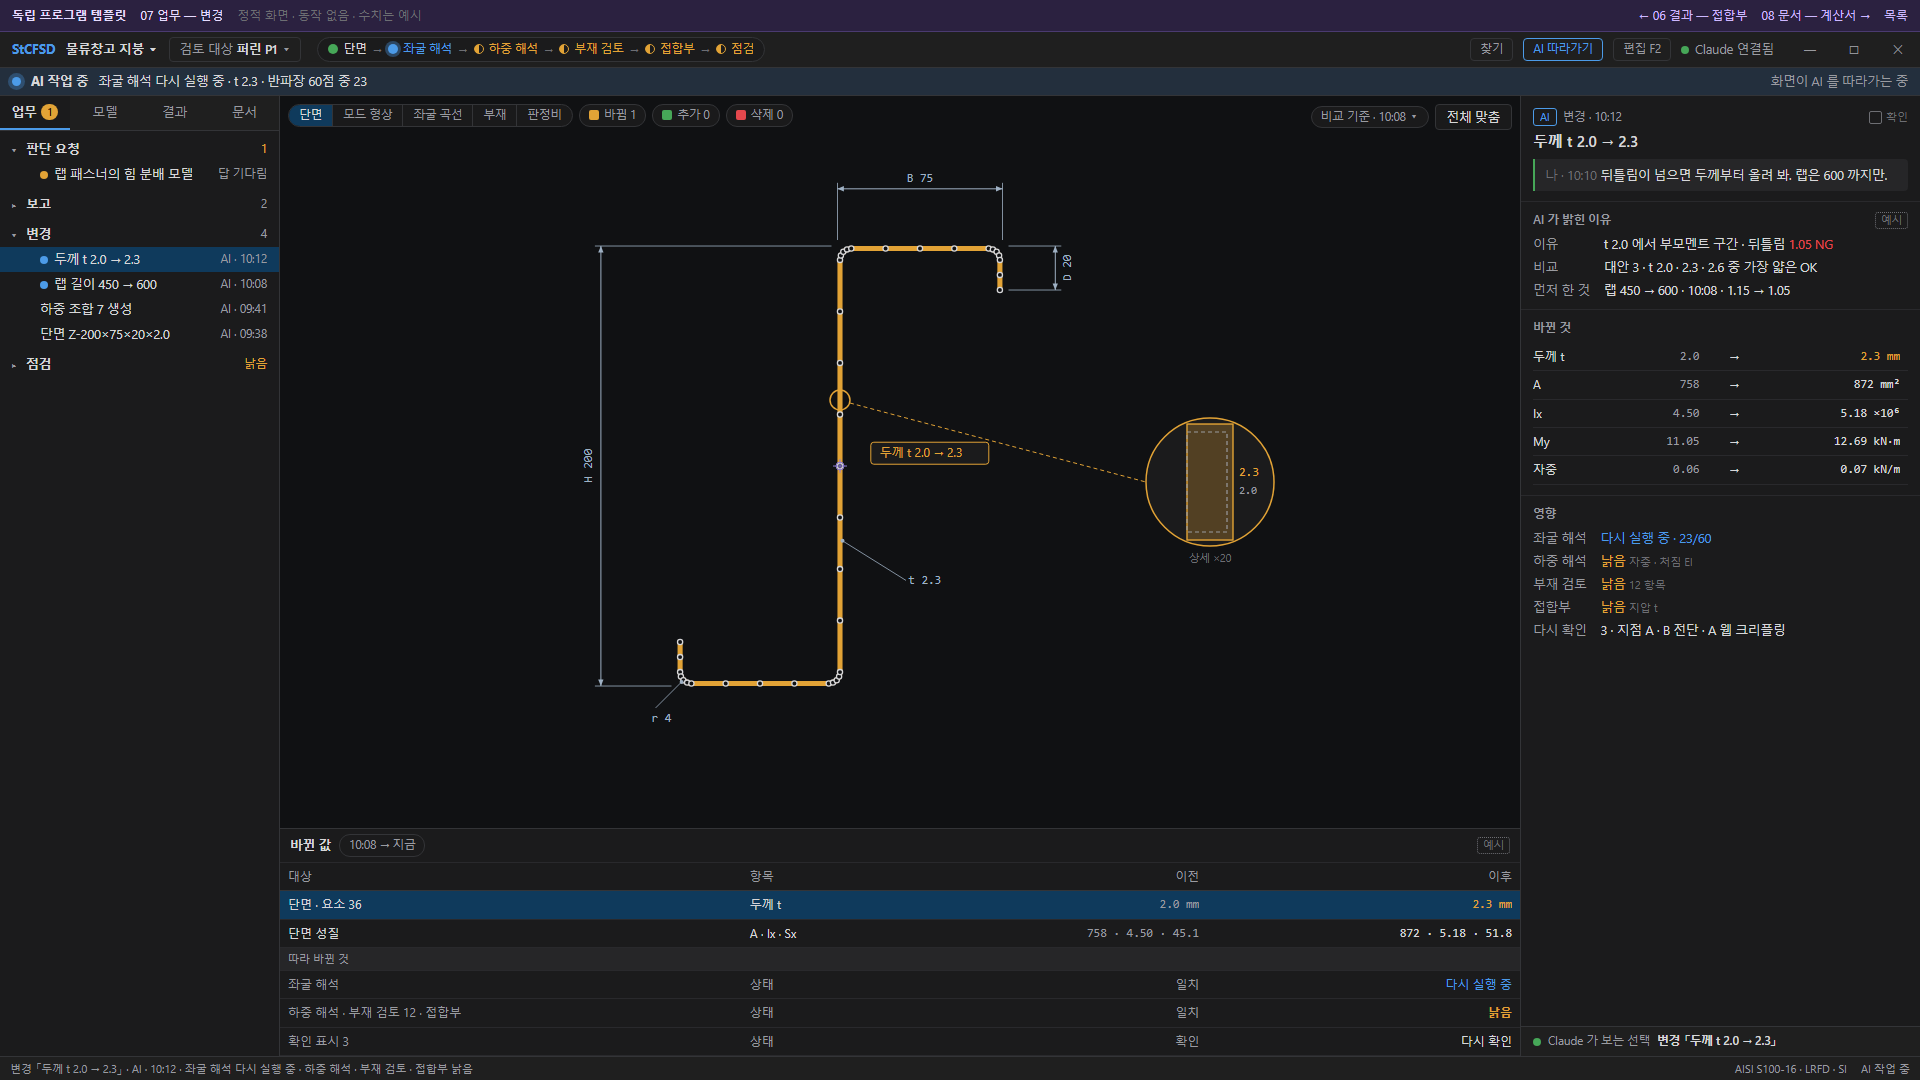 독립 프로그램 템플릿 07 업무 — 변경 정적 화면 · 동작 없음 · 수치는 예시 ← 06 결과 — 접합부 08 문서 — 계산서 → 목록
StCFSD 물류창고 지붕 ▾ 검토 대상 퍼린 P1 ▾ 단면 → 좌굴 해석 → 하중 해석 → 부재 검토 → 접합부 → 점검 찾기 AI 따라가기 편집 F2 Claude 연결됨
AI 작업 중 좌굴 해석 다시 실행 중 · t 2.3 · 반파장 60점 중 23 화면이 AI 를 따라가는 중
업무 1 모델 결과 문서
판단 요청 1
랩 패스너의 힘 분배 모델 답 기다림
보고 2
변경 4
두께 t 2.0 → 2.3 AI · 10:12
랩 길이 450 → 600 AI · 10:08
하중 조합 7 생성 AI · 09:41
단면 Z-200×75×20×2.0 AI · 09:38
점검 낡음
단면 모드 형상 좌굴 곡선 부재 판정비 바뀜 1 추가 0 삭제 0 비교 기준 · 10:08 ▾ 전체 맞춤
B 75
D 20
H 200
두께 t 2.0 → 2.3
2.3
2.0
상세 ×20
t 2.3
r 4
바뀐 값 10:08 → 지금 예시
대상 항목 이전 이후
단면 · 요소 36 두께 t 2.0 mm 2.3 mm
단면 성질 A · Ix · Sx 758 · 4.50 · 45.1 872 · 5.18 · 51.8
따라 바뀐 것
좌굴 해석 상태 일치 다시 실행 중
하중 해석 · 부재 검토 12 · 접합부 상태 일치 낡음
확인 표시 3 상태 확인 다시 확인
AI 변경 · 10:12 확인
두께 t 2.0 → 2.3
나 · 10:10 뒤틀림이 넘으면 두께부터 올려 봐. 랩은 600 까지만.
AI 가 밝힌 이유 예시
이유 t 2.0 에서 부모멘트 구간 · 뒤틀림 1.05 NG
비교 대안 3 · t 2.0 · 2.3 · 2.6 중 가장 얇은 OK
먼저 한 것 랩 450 → 600 · 10:08 · 1.15 → 1.05
바뀐 것
두께 t 2.0 → 2.3 mm
A 758 → 872 mm²
Ix 4.50 → 5.18 ×10⁶
My 11.05 → 12.69 kN·m
자중 0.06 → 0.07 kN/m
영향
좌굴 해석 다시 실행 중 · 23/60
하중 해석 낡음 자중 · 처짐 EI
부재 검토 낡음 12 항목
접합부 낡음 지압 t
다시 확인 3 · 지점 A · B 전단 · A 웹 크리플링
Claude 가 보는 선택 변경 「두께 t 2.0 → 2.3」
변경 「두께 t 2.0 → 2.3」 · AI · 10:12 · 좌굴 해석 다시 실행 중 · 하중 해석 · 부재 검토 · 접합부 낡음 AISI S100-16 · LRFD · SI AI 작업 중